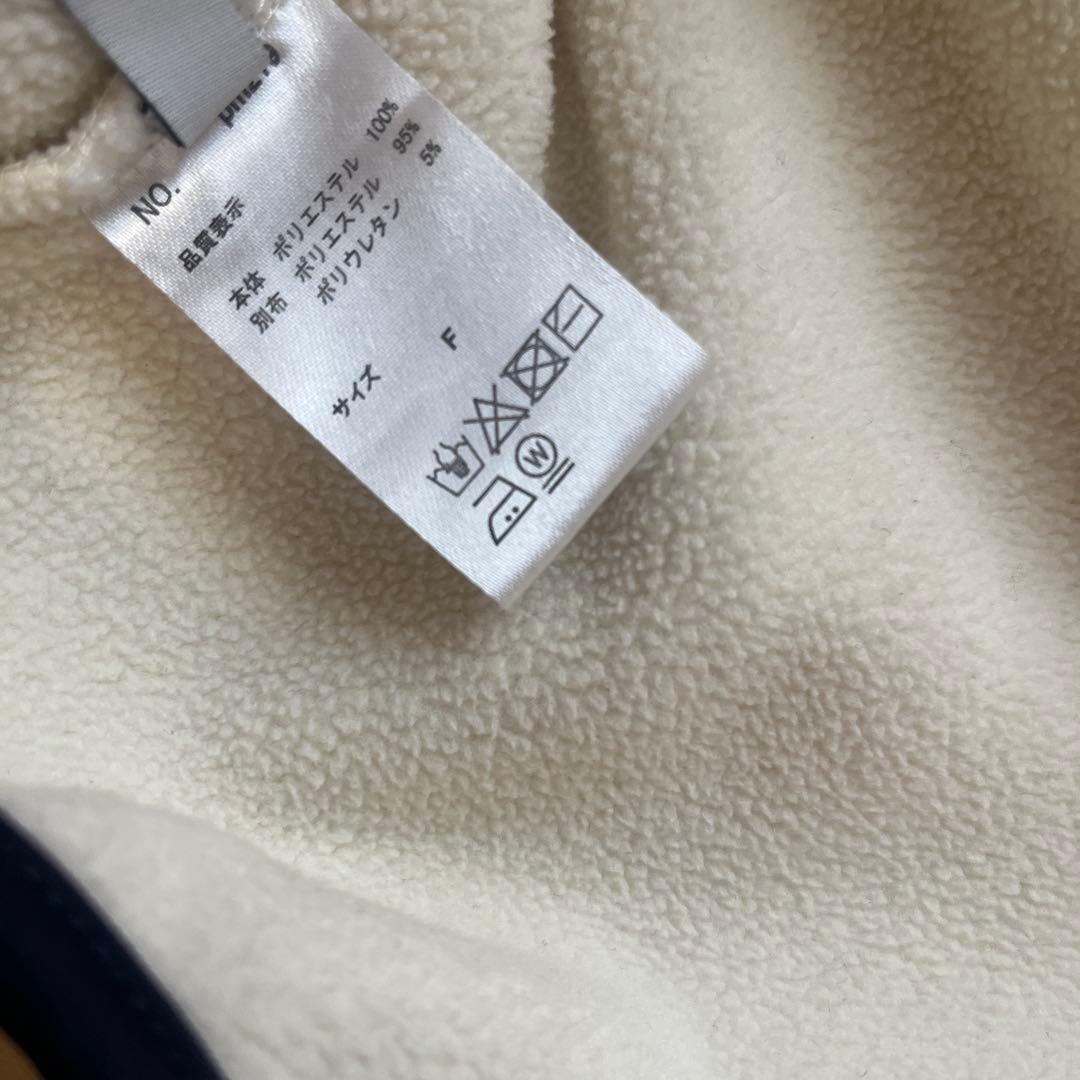 NO.
品質表示
本体 ポリエステル 100%
別布 ポリエステル 95%
ポリウレタン 5%
サイズ F
W